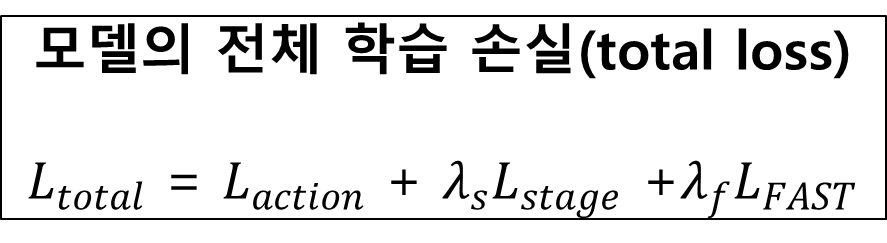 모델의 전체 학습 손실(total loss)
L_total = L_action + λ_s L_stage + λ_f L_FAST